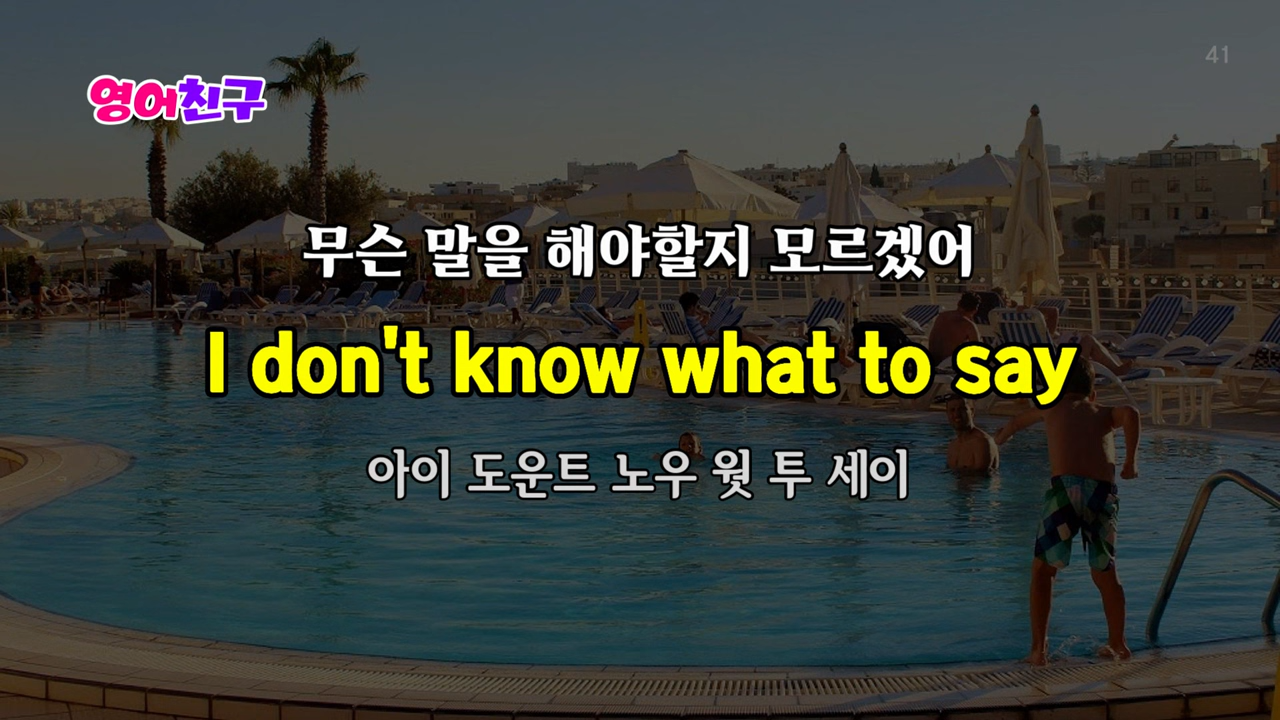 41
영어친구
무슨 말을 해야할지 모르겠어
I don't know what to say
아이 도운트 노우 웟 투 세이